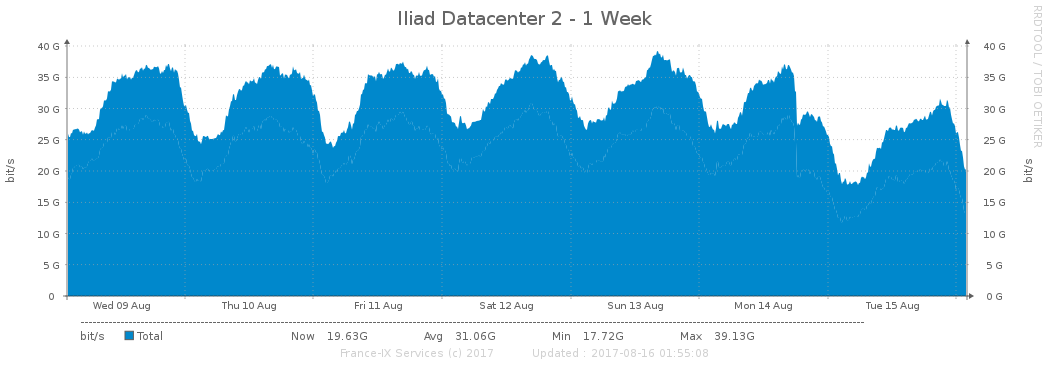 Iliad Datacenter 2 - 1 Week
RRDTOOL / TOBI OETIKER
40 G 40 G
35 G 35 G
30 G 30 G
25 G 25 G
20 G 20 G
15 G 15 G
10 G 10 G
5 G 5 G
0 0 G
bit/s bit/s
Wed 09 Aug Thu 10 Aug Fri 11 Aug Sat 12 Aug Sun 13 Aug Mon 14 Aug Tue 15 Aug
bit/s Total Now 19.63G Avg 31.06G Min 17.72G Max 39.13G
France-IX Services (c) 2017 Updated : 2017-08-16 01:55:08